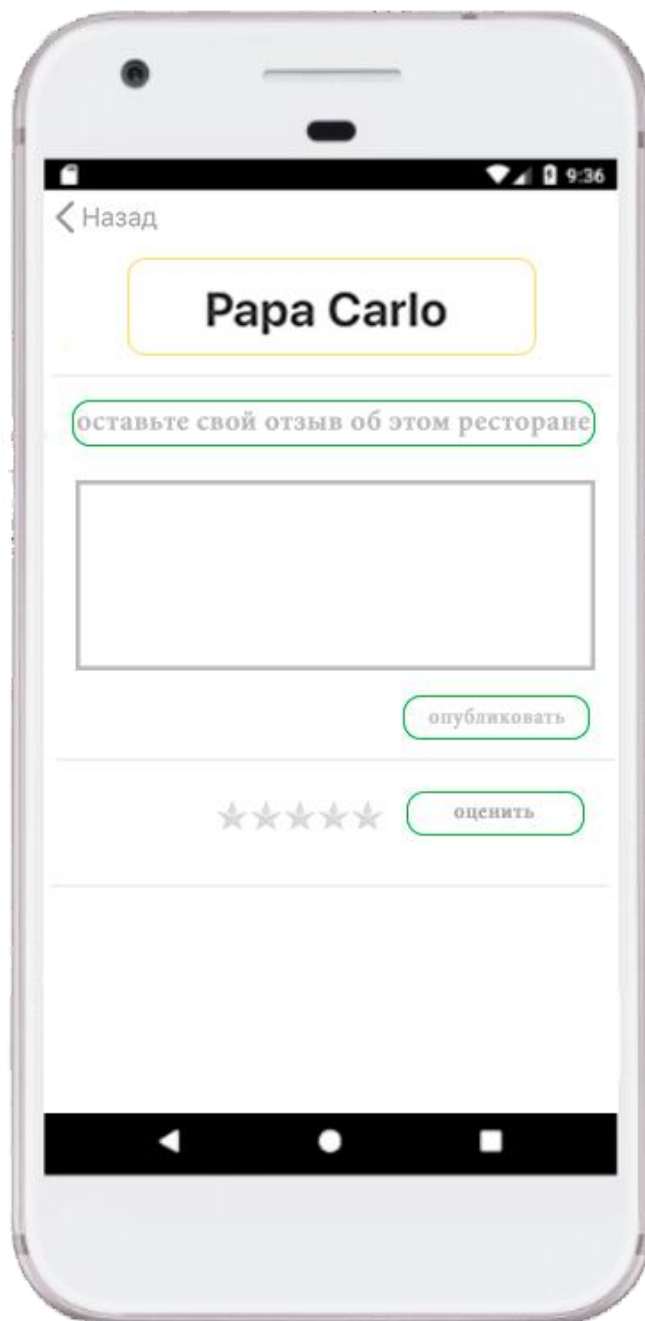 9:36
Назад
Papa Carlo
оставьте свой отзыв об этом ресторане
опубликовать
оценить